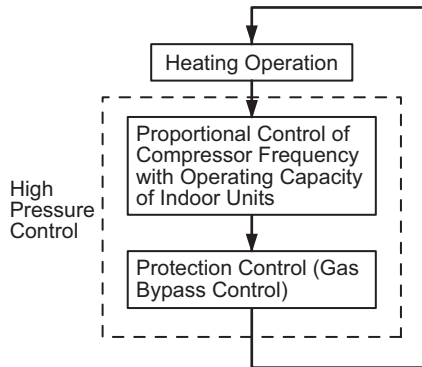 Heating Operation
Proportional Control of
Compressor Frequency
with Operating Capacity
of Indoor Units
High
Pressure
Control
Protection Control (Gas
Bypass Control)